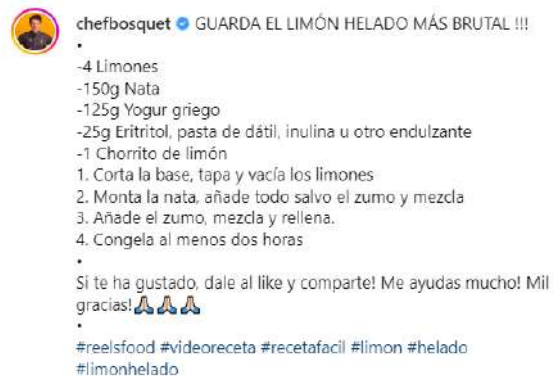 chefbosquet GUARDA EL LIMÓN HELADO MÁS BRUTAL !!!
•
-4 Limones
-150g Nata
-125g Yogur griego
-25g Eritritol, pasta de dátil, inulina u otro endulzante
-1 Chorrito de limón
1. Corta la base, tapa y vacía los limones
2. Monta la nata, añade todo salvo el zumo y mezcla
3. Añade el zumo, mezcla y rellena.
4. Congela al menos dos horas
•
Si te ha gustado, dale al like y comparte! Me ayudas mucho! Mil
gracias!🙏🏻🙏🏻🙏🏻
•
#reelsfood #videoreceta #recetafacil #limon #helado
#limonhelado